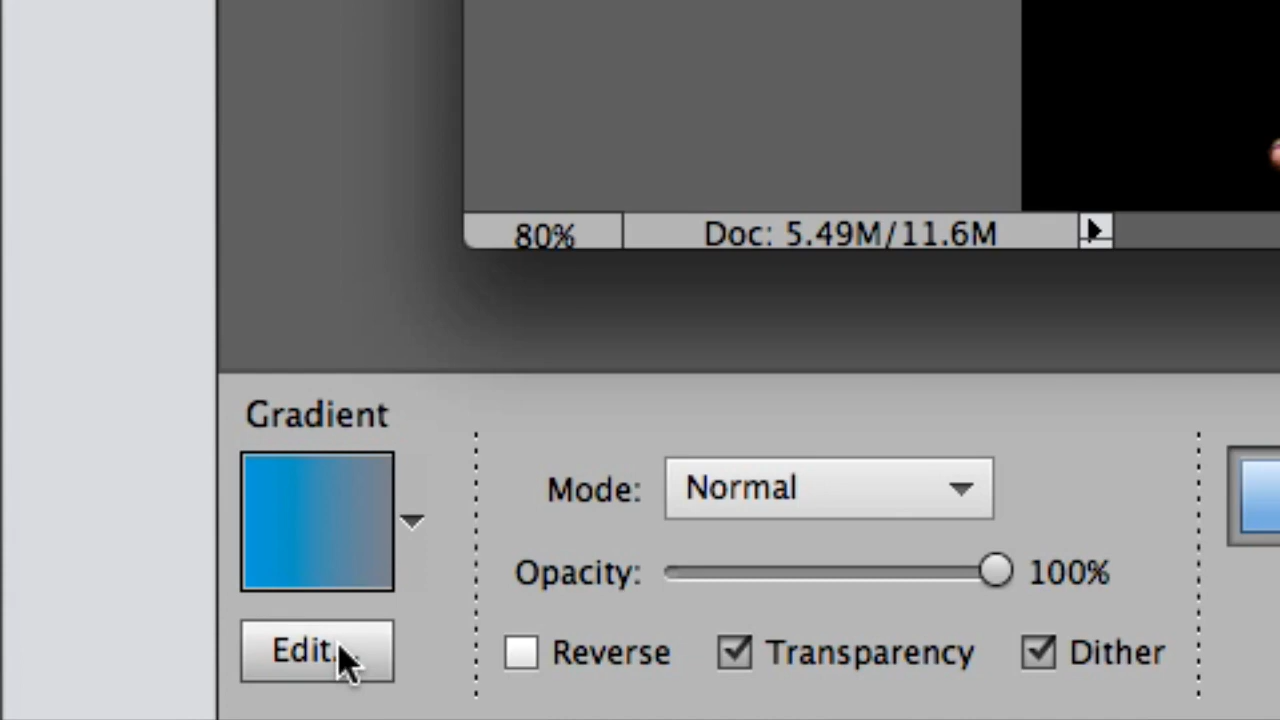 80%
Doc: 5.49M/11.6M
Gradient
Mode: Normal
Opacity: 100%
Edit...
Reverse Transparency Dither